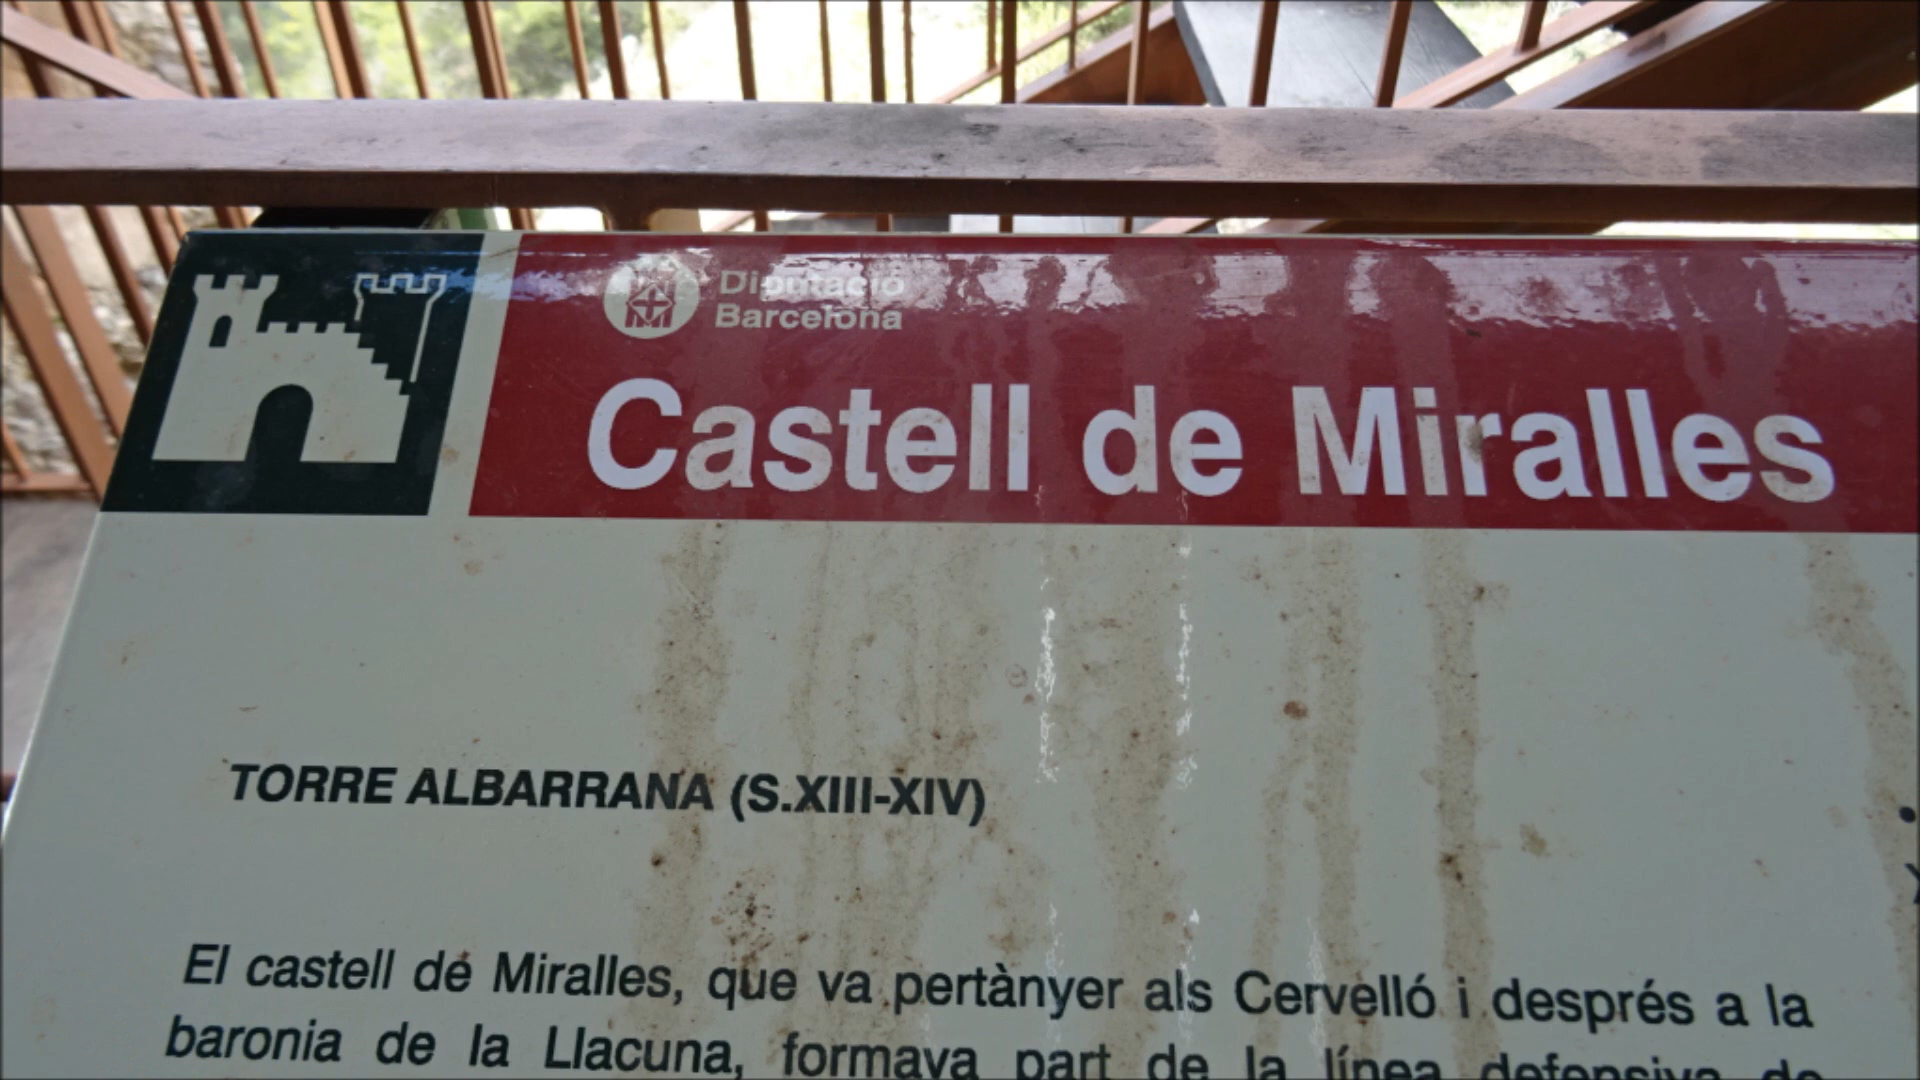 Diputació
Barcelona
Castell de Miralles
TORRE ALBARRANA (S.XIII-XIV)
El castell de Miralles, que va pertànyer als Cervelló i després a la
baronia de la Llacuna, formava part de la línea defensiva de